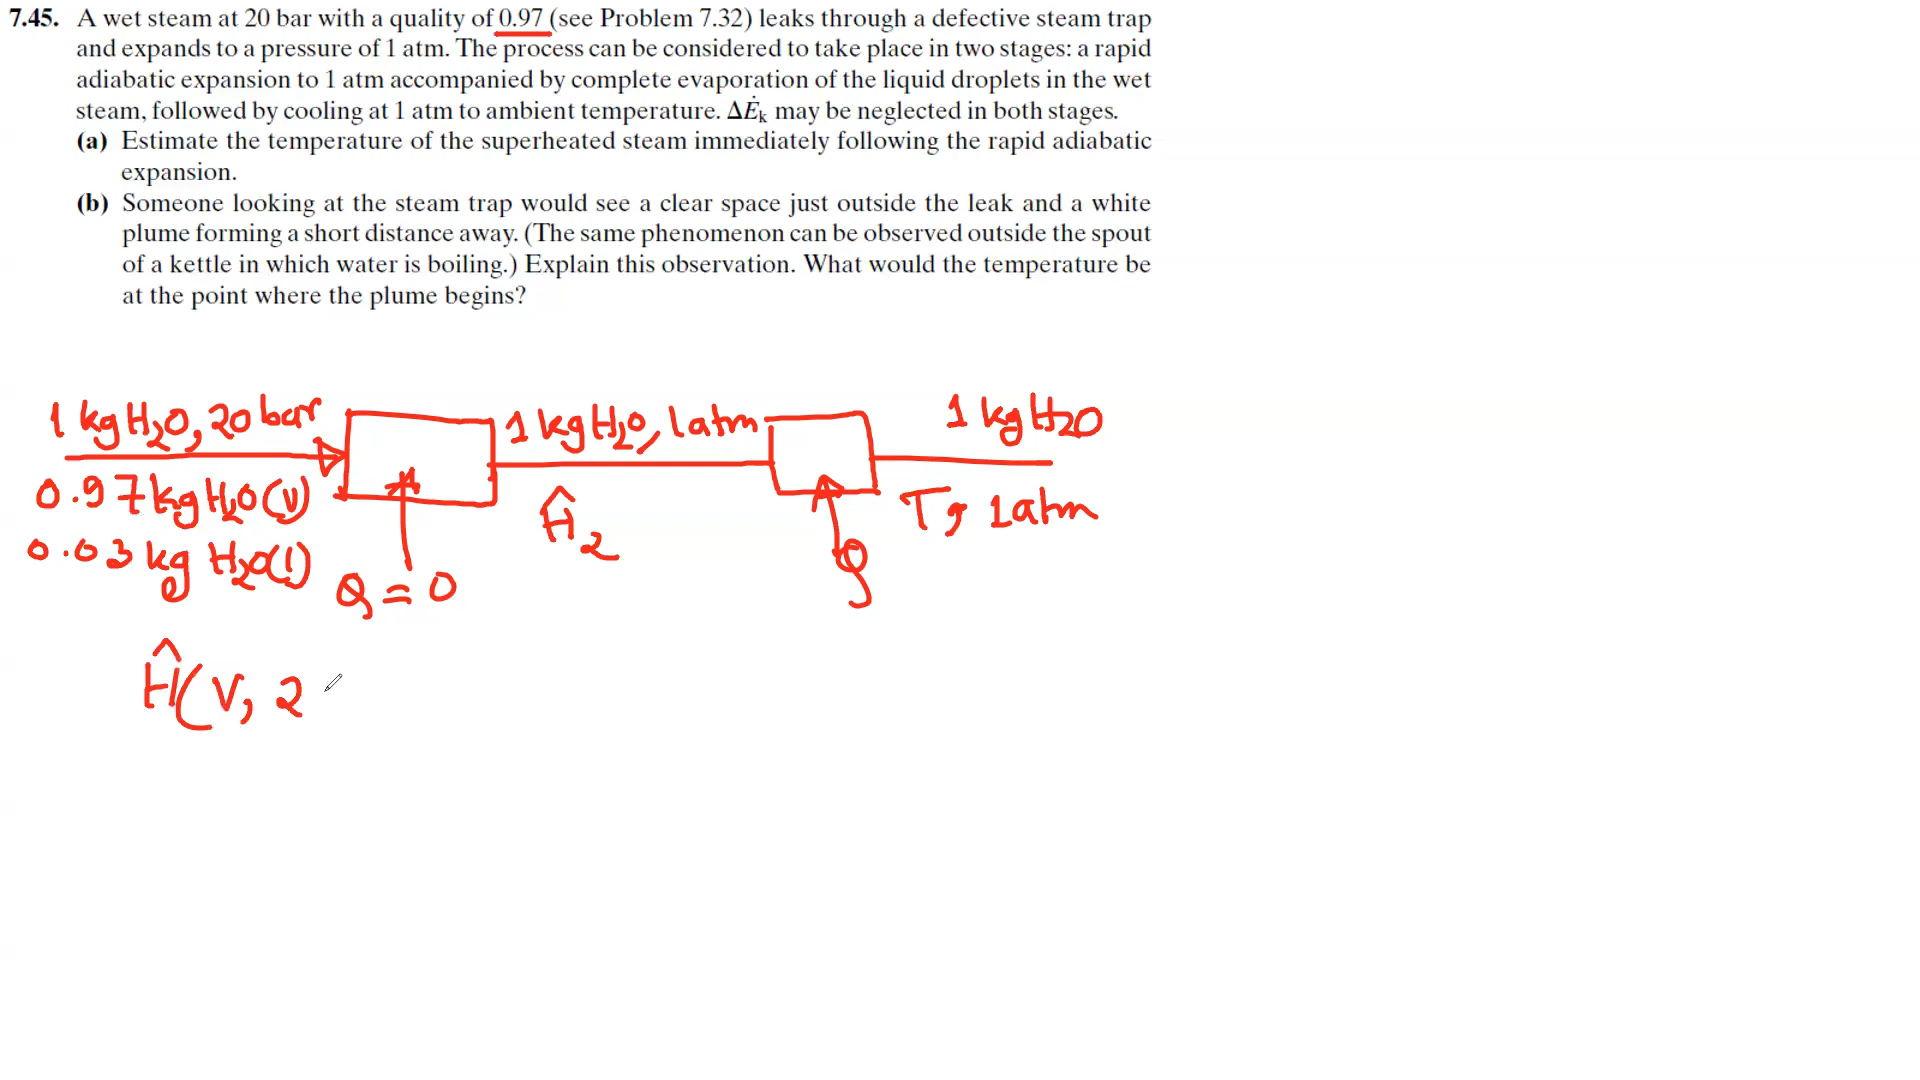 7.45. A wet steam at 20 bar with a quality of 0.97 (see Problem 7.32) leaks through a defective steam trap
and expands to a pressure of 1 atm. The process can be considered to take place in two stages: a rapid
adiabatic expansion to 1 atm accompanied by complete evaporation of the liquid droplets in the wet
steam, followed by cooling at 1 atm to ambient temperature. ΔĖk may be neglected in both stages.
(a) Estimate the temperature of the superheated steam immediately following the rapid adiabatic
expansion.
(b) Someone looking at the steam trap would see a clear space just outside the leak and a white
plume forming a short distance away. (The same phenomenon can be observed outside the spout
of a kettle in which water is boiling.) Explain this observation. What would the temperature be
at the point where the plume begins?
1 kg H2O, 20 bar
0.97 kg H2O (v)
0.03 kg H2O(l)
Q = 0
1 kg H2O, 1 atm
Ĥ2
Q
1 kg H2O
T, 1 atm
Ĥ(v, 2